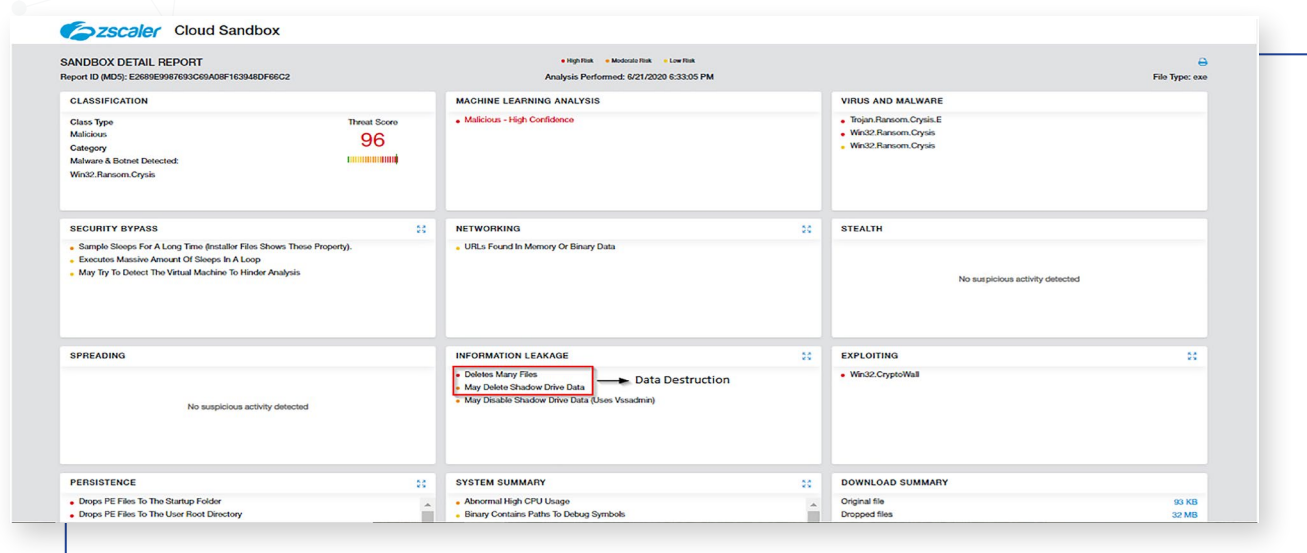 zscaler Cloud Sandbox
SANDBOX DETAIL REPORT
Report ID (MD5): E2689E9987693C69A08F163948DF66C2
High Risk Moderate Risk Low Risk
Analysis Performed: 6/21/2020 6:33:05 PM
File Type: exe
CLASSIFICATION
Class Type
Malicious
Category
Malware & Botnet Detected:
Win32.Ransom.Crysis
Threat Score
96
MACHINE LEARNING ANALYSIS
Malicious - High Confidence
VIRUS AND MALWARE
Trojan.Ransom.Crysis.E
Win32.Ransom.Crysis
Win32.Ransom.Crysis
SECURITY BYPASS
Sample Sleeps For A Long Time (Installer Files Shows These Property).
Executes Massive Amount Of Sleeps In A Loop
May Try To Detect The Virtual Machine To Hinder Analysis
NETWORKING
URLs Found In Memory Or Binary Data
STEALTH
No suspicious activity detected
SPREADING
No suspicious activity detected
INFORMATION LEAKAGE
Deletes Many Files
May Delete Shadow Drive Data
May Disable Shadow Drive Data (Uses Vssadmin)
Data Destruction
EXPLOITING
Win32.CryptoWall
PERSISTENCE
Drops PE Files To The Startup Folder
Drops PE Files To The User Root Directory
SYSTEM SUMMARY
Abnormal High CPU Usage
Binary Contains Paths To Debug Symbols
DOWNLOAD SUMMARY
Original file 93 KB
Dropped files 32 MB